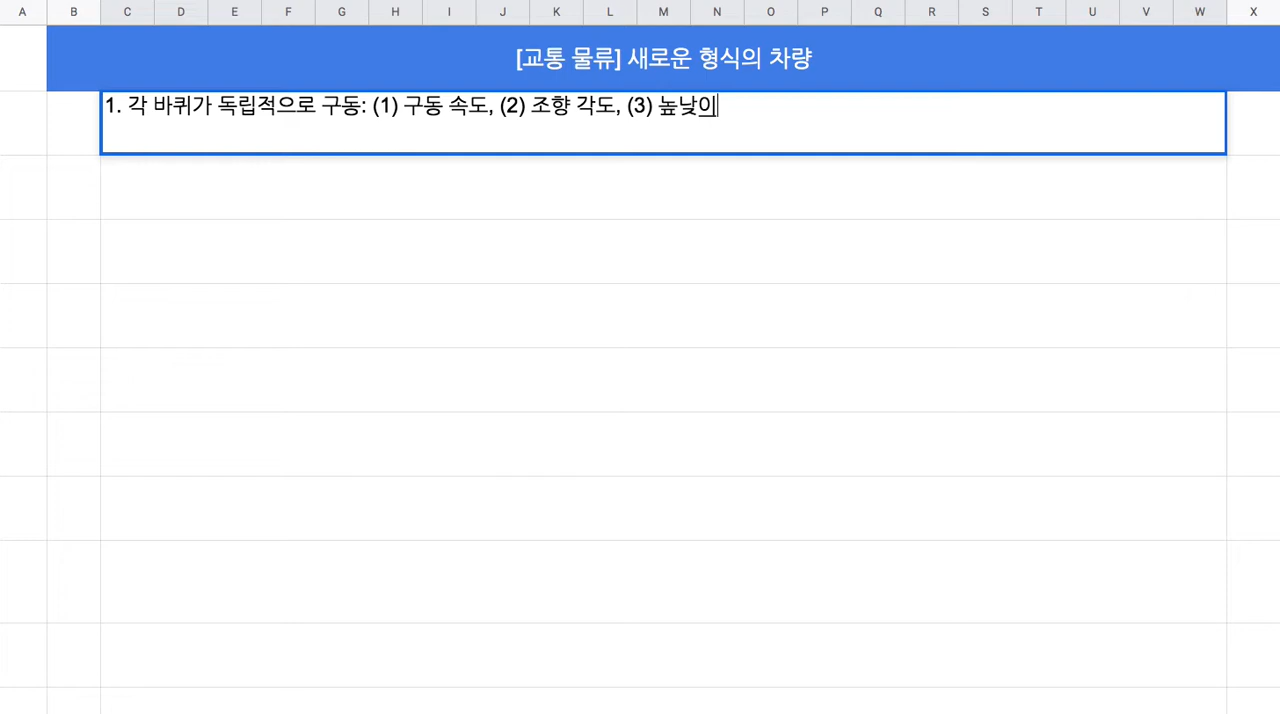 A B C D E F G H I J K L M N O P Q R S T U V W X
[교통 물류] 새로운 형식의 차량
1. 각 바퀴가 독립적으로 구동: (1) 구동 속도, (2) 조향 각도, (3) 높낮이